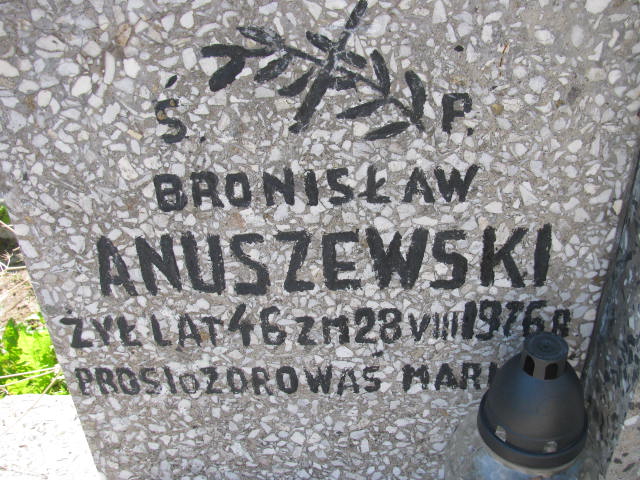 Ś. P.
BRONISŁAW
ANUSZEWSKI
ŻYŁ LAT 46 ZM 28 VIII 1976 R
PROSI O ZDROWAŚ